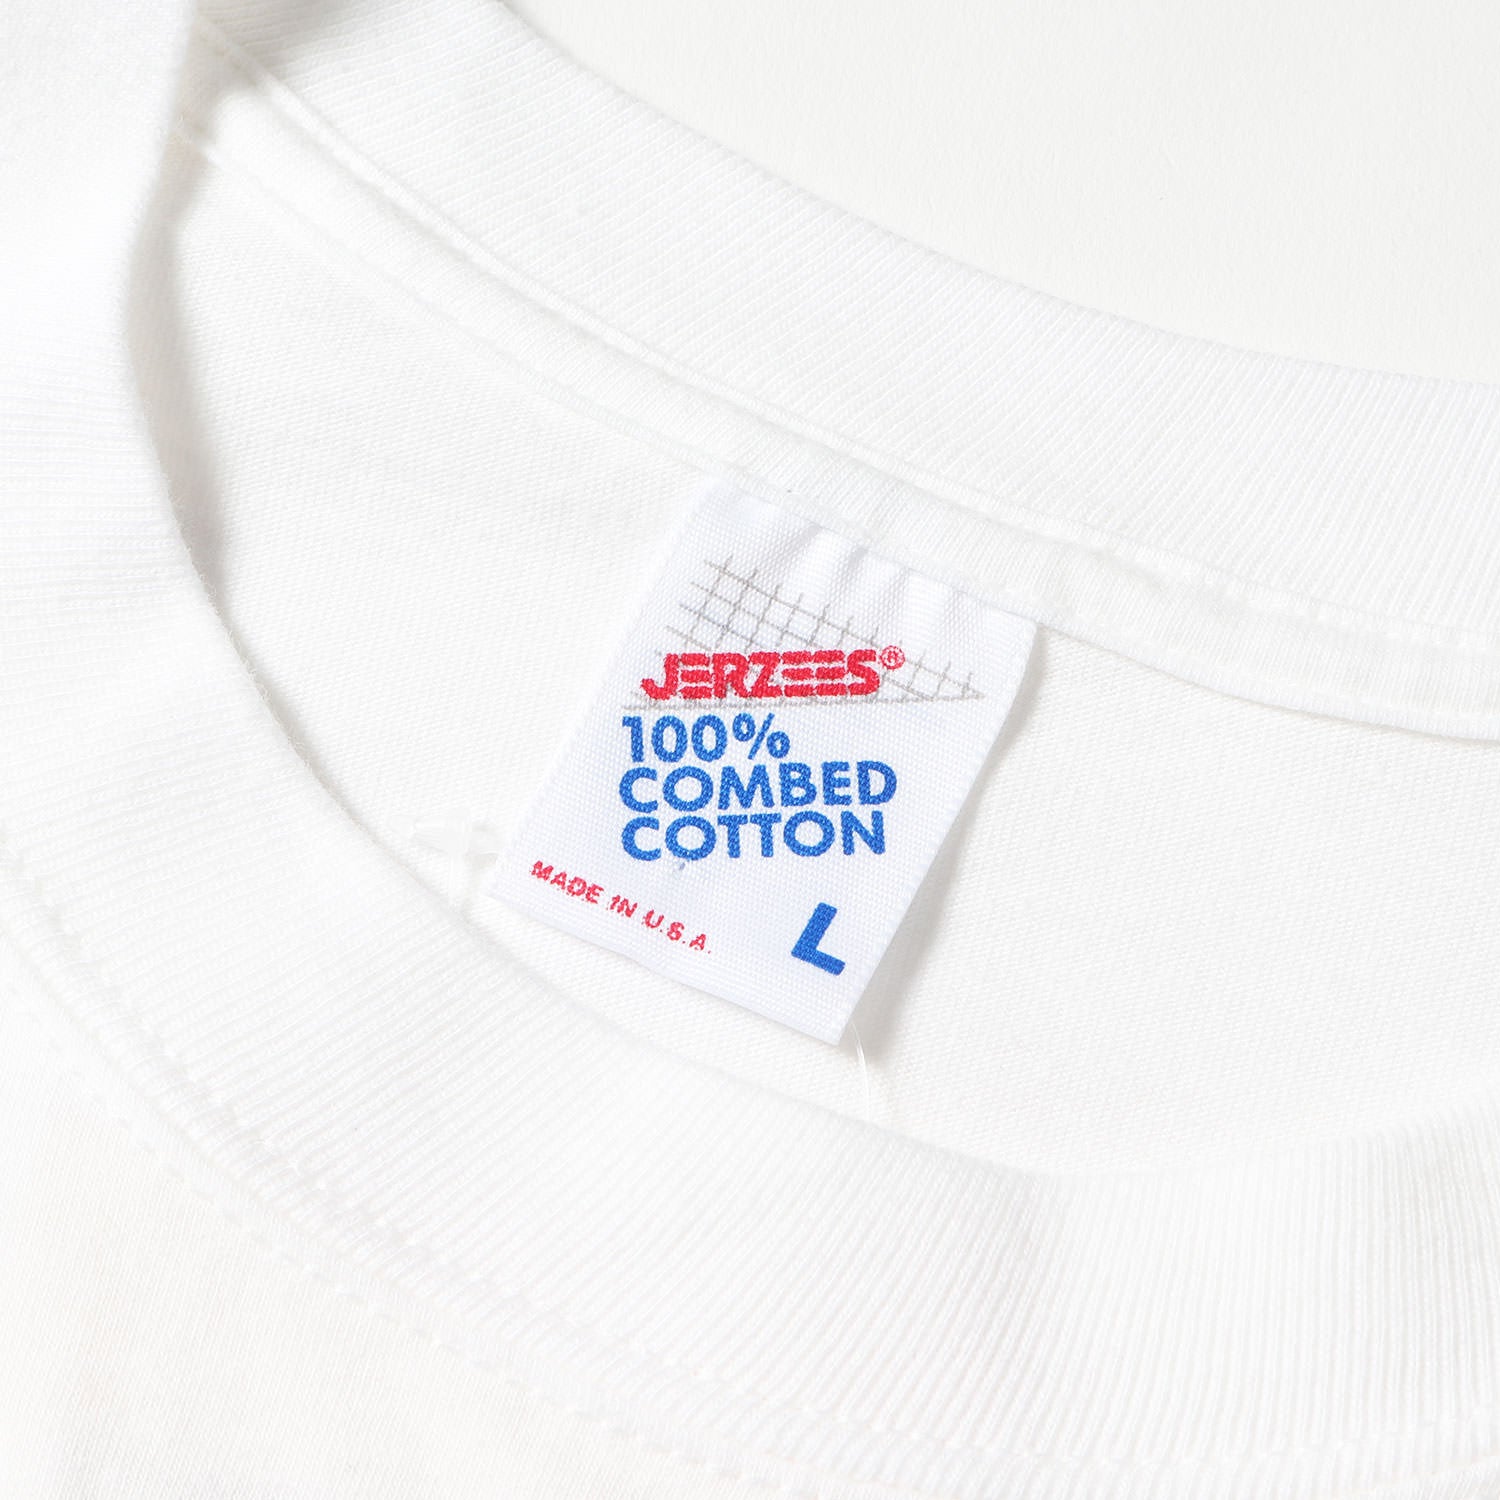 JERZEES®
100%
COMBED
COTTON
MADE IN U.S.A.
L